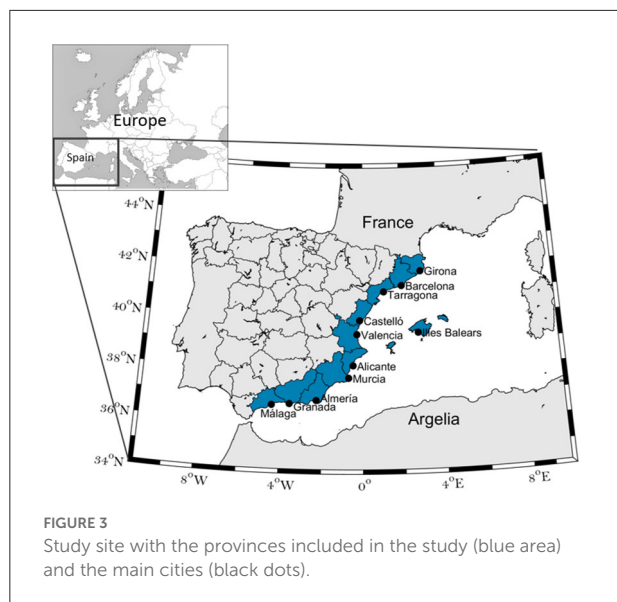 Europe
Spain
44°N
42°N
40°N
38°N
36°N
34°N
France
Girona
Barcelona
Tarragona
Castelló
Valencia
Illes Balears
Alicante
Murcia
Almería
Granada
Málaga
Argelia
8°W
4°W
0°
4°E
8°E
FIGURE 3
Study site with the provinces included in the study (blue area)
and the main cities (black dots).